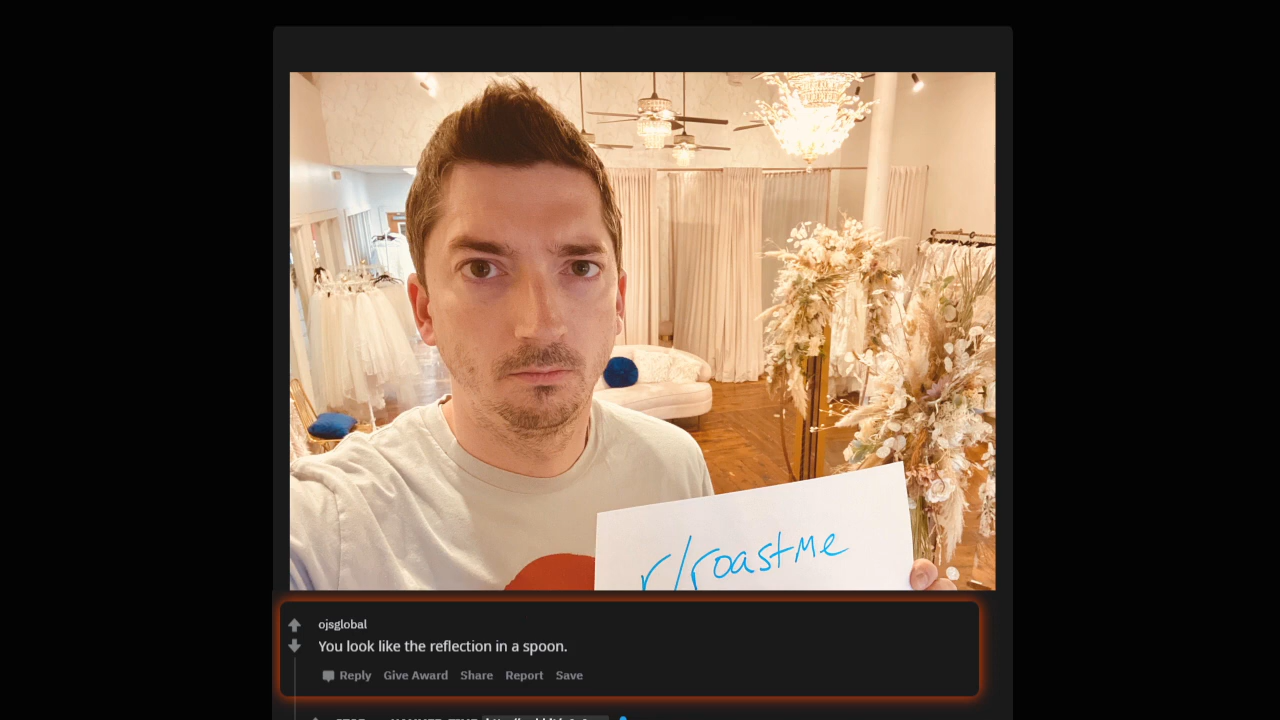 r/roastme
ojsglobal
You look like the reflection in a spoon.
Reply Give Award Share Report Save